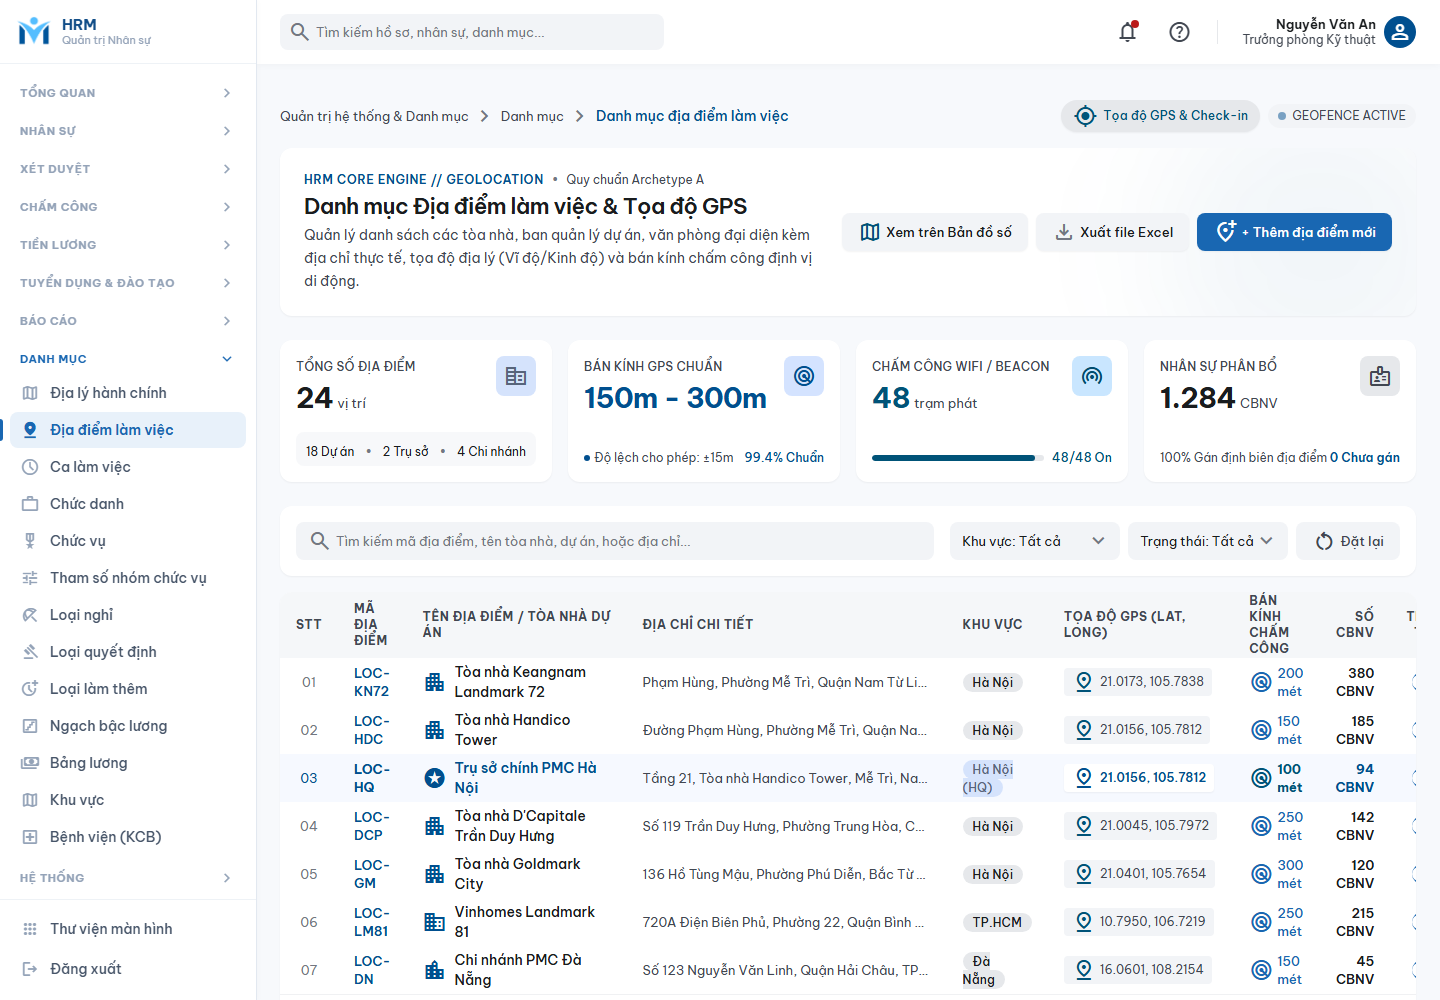 HRM
Quản trị Nhân sự
TỔNG QUAN
NHÂN SỰ
XÉT DUYỆT
CHẤM CÔNG
TIỀN LƯƠNG
TUYỂN DỤNG & ĐÀO TẠO
BÁO CÁO
DANH MỤC
Địa lý hành chính
Địa điểm làm việc
Ca làm việc
Chức danh
Chức vụ
Tham số nhóm chức vụ
Loại nghỉ
Loại quyết định
Loại làm thêm
Ngạch bậc lương
Bảng lương
Khu vực
Bệnh viện (KCB)
HỆ THỐNG
Thư viện màn hình
Đăng xuất
Tìm kiếm hồ sơ, nhân sự, danh mục...
Nguyễn Văn An
Trưởng phòng Kỹ thuật
Quản trị hệ thống & Danh mục
Danh mục
Danh mục địa điểm làm việc
Tọa độ GPS & Check-in
GEOFENCE ACTIVE
HRM CORE ENGINE // GEOLOCATION • Quy chuẩn Archetype A
Danh mục Địa điểm làm việc & Tọa độ GPS
Quản lý danh sách các tòa nhà, ban quản lý dự án, văn phòng đại diện kèm
địa chỉ thực tế, tọa độ địa lý (Vĩ độ/Kinh độ) và bán kính chấm công định vị
di động.
Xem trên Bản đồ số
Xuất file Excel
+ Thêm địa điểm mới
TỔNG SỐ ĐỊA ĐIỂM
24 vị trí
18 Dự án • 2 Trụ sở • 4 Chi nhánh
BÁN KÍNH GPS CHUẨN
150m - 300m
Độ lệch cho phép: ±15m 99.4% Chuẩn
CHẤM CÔNG WIFI / BEACON
48 trạm phát
48/48 On
NHÂN SỰ PHÂN BỔ
1.284 CBNV
100% Gán định biên địa điểm 0 Chưa gán
Tìm kiếm mã địa điểm, tên tòa nhà, dự án, hoặc địa chỉ...
Khu vực: Tất cả
Trạng thái: Tất cả
Đặt lại
STT
MÃ
ĐỊA
ĐIỂM
TÊN ĐỊA ĐIỂM / TÒA NHÀ DỰ
ÁN
ĐỊA CHỈ CHI TIẾT
KHU VỰC
TỌA ĐỘ GPS (LAT,
LONG)
BÁN
KÍNH
CHẤM
CÔNG
SỐ
CBNV
01
LOC-
KN72
Tòa nhà Keangnam
Landmark 72
Phạm Hùng, Phường Mễ Trì, Quận Nam Từ Li...
Hà Nội
21.0173, 105.7838
200
mét
380
CBNV
02
LOC-
HDC
Tòa nhà Handico
Tower
Đường Phạm Hùng, Phường Mễ Trì, Quận Na...
Hà Nội
21.0156, 105.7812
150
mét
185
CBNV
03
LOC-
HQ
Trụ sở chính PMC Hà
Nội
Tầng 21, Tòa nhà Handico Tower, Mễ Trì, Na...
Hà Nội
(HQ)
21.0156, 105.7812
100
mét
94
CBNV
04
LOC-
DCP
Tòa nhà D'Capitale
Trần Duy Hưng
Số 119 Trần Duy Hưng, Phường Trung Hòa, C...
Hà Nội
21.0045, 105.7972
250
mét
142
CBNV
05
LOC-
GM
Tòa nhà Goldmark
City
136 Hồ Tùng Mậu, Phường Phú Diễn, Bắc Từ ...
Hà Nội
21.0401, 105.7654
300
mét
120
CBNV
06
LOC-
LM81
Vinhomes Landmark
81
720A Điện Biên Phủ, Phường 22, Quận Bình ...
TP.HCM
10.7950, 106.7219
250
mét
215
CBNV
07
LOC-
DN
Chi nhánh PMC Đà
Nẵng
Số 123 Nguyễn Văn Linh, Quận Hải Châu, TP...
Đà
Nẵng
16.0601, 108.2154
150
mét
45
CBNV